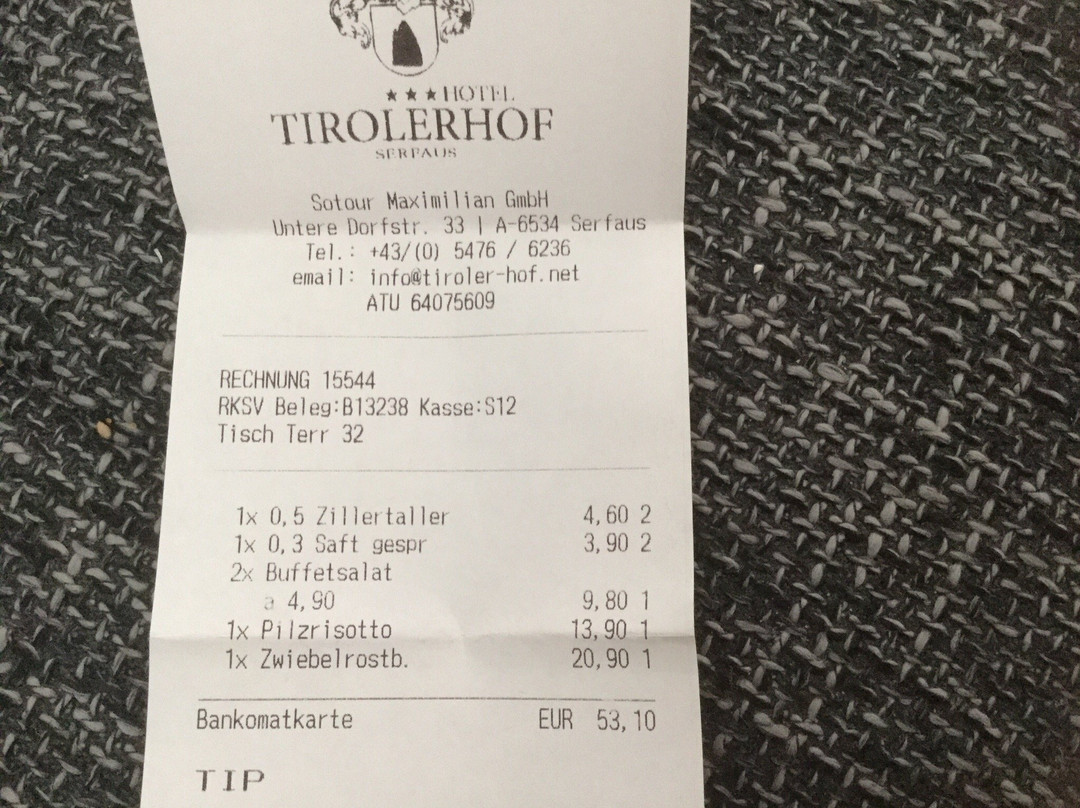 ★★★HOTEL
TIROLERHOF
SERFAUS
Sotour Maximilian GmbH
Untere Dorfstr. 33 | A-6534 Serfaus
Tel.: +43/(0) 5476 / 6236
email: info@tiroler-hof.net
ATU 64075609
RECHNUNG 15544
RKSV Beleg:B13238 Kasse:S12
Tisch Terr 32
1x 0,5 Zillertaller 4,60 2
1x 0,3 Saft gespr 3,90 2
2x Buffetsalat
a 4,90 9,80 1
1x Pilzrisotto 13,90 1
1x Zwiebelrostb. 20,90 1
Bankomatkarte EUR 53,10
TIP